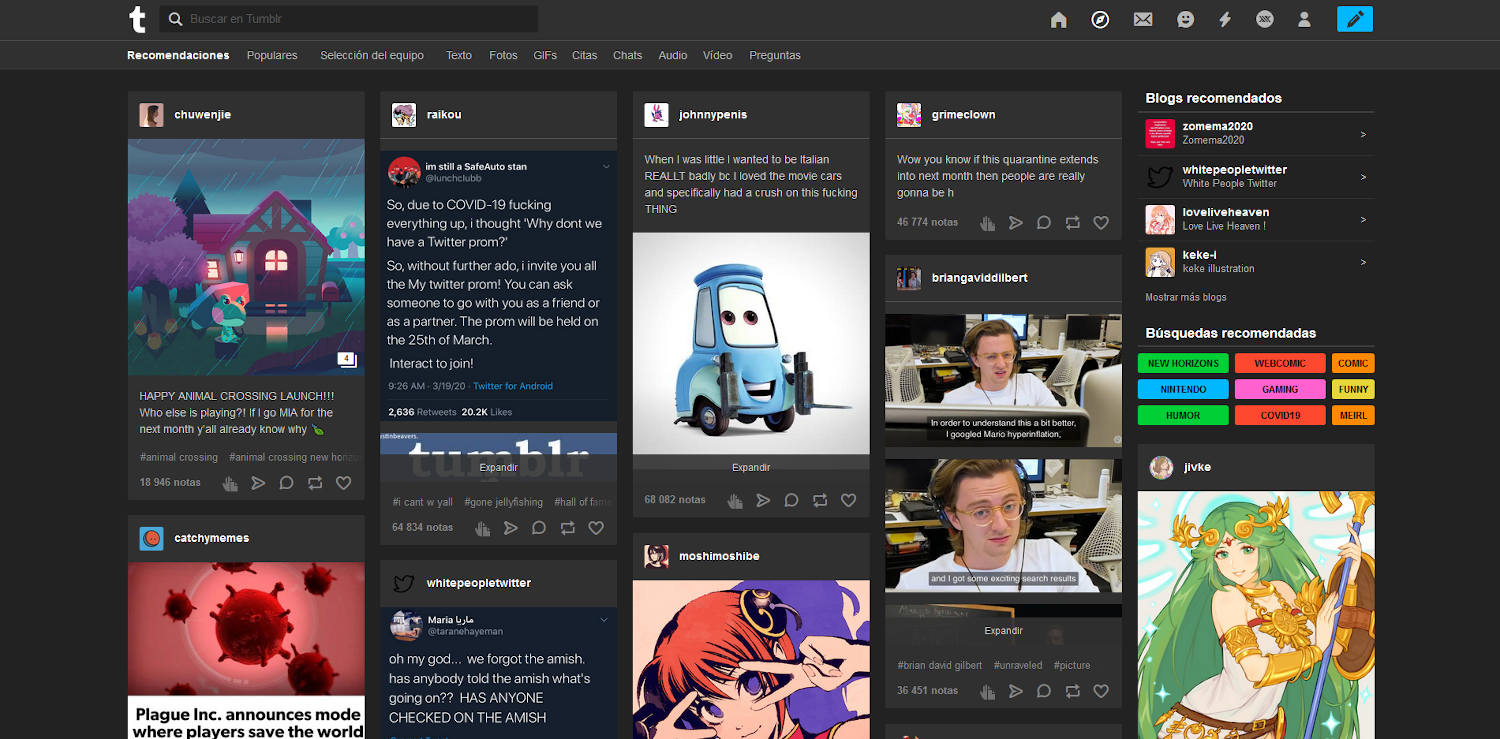 t
Buscar en Tumblr
Recomendaciones
Populares
Selección del equipo
Texto
Fotos
GIFs
Citas
Chats
Audio
Vídeo
Preguntas
chuwenjie
4
HAPPY ANIMAL CROSSING LAUNCH!!!
Who else is playing?! If I go MIA for the
next month y'all already know why
#animal crossing #animal crossing new
18 946 notas
catchymemes
Plague Inc. announces mode
where players save the world
raikou
im still a SafeAuto stan
@lunchclubb
So, due to COVID-19 fucking
everything up, i thought 'Why dont we
have a Twitter prom?'
So, without further ado, i invite you all
the My twitter prom! You can ask
someone to go with you as a friend or
as a partner. The prom will be held on
the 25th of March.
Interact to join!
9:26 AM · 3/19/20 · Twitter for Android
2,636 Retweets 20.2K Likes
tumblr
Expandir
#i cant w yall #gone jellyfishing #hall of fame
64 834 notas
whitepeopletwitter
Maria ماريا
@taranehayeman
oh my god... we forgot the amish.
has anybody told the amish what's
going on?? HAS ANYONE
CHECKED ON THE AMISH
johnnypenis
When I was little I wanted to be Italian
REALLT badly bc I loved the movie cars
and specifically had a crush on this fucking
THING
Expandir
68 082 notas
moshimoshibe
grimeclown
Wow you know if this quarantine extends
into next month then people are really
gonna be h
46 774 notas
briangaviddilbert
In order to understand this a bit better,
I googled Mario hyperinflation,
and I got some exciting search results
Expandir
#brian david gilbert #unraveled #picture
36 451 notas
Blogs recomendados
zomema2020
Zomema2020
>
whitepeopletwitter
White People Twitter
>
loveliveheaven
Love Live Heaven !
>
keke-i
keke illustration
>
Mostrar más blogs
Búsquedas recomendadas
NEW HORIZONS WEBCOMIC COMIC
NINTENDO GAMING FUNNY
HUMOR COVID19 MEIRL
jivke